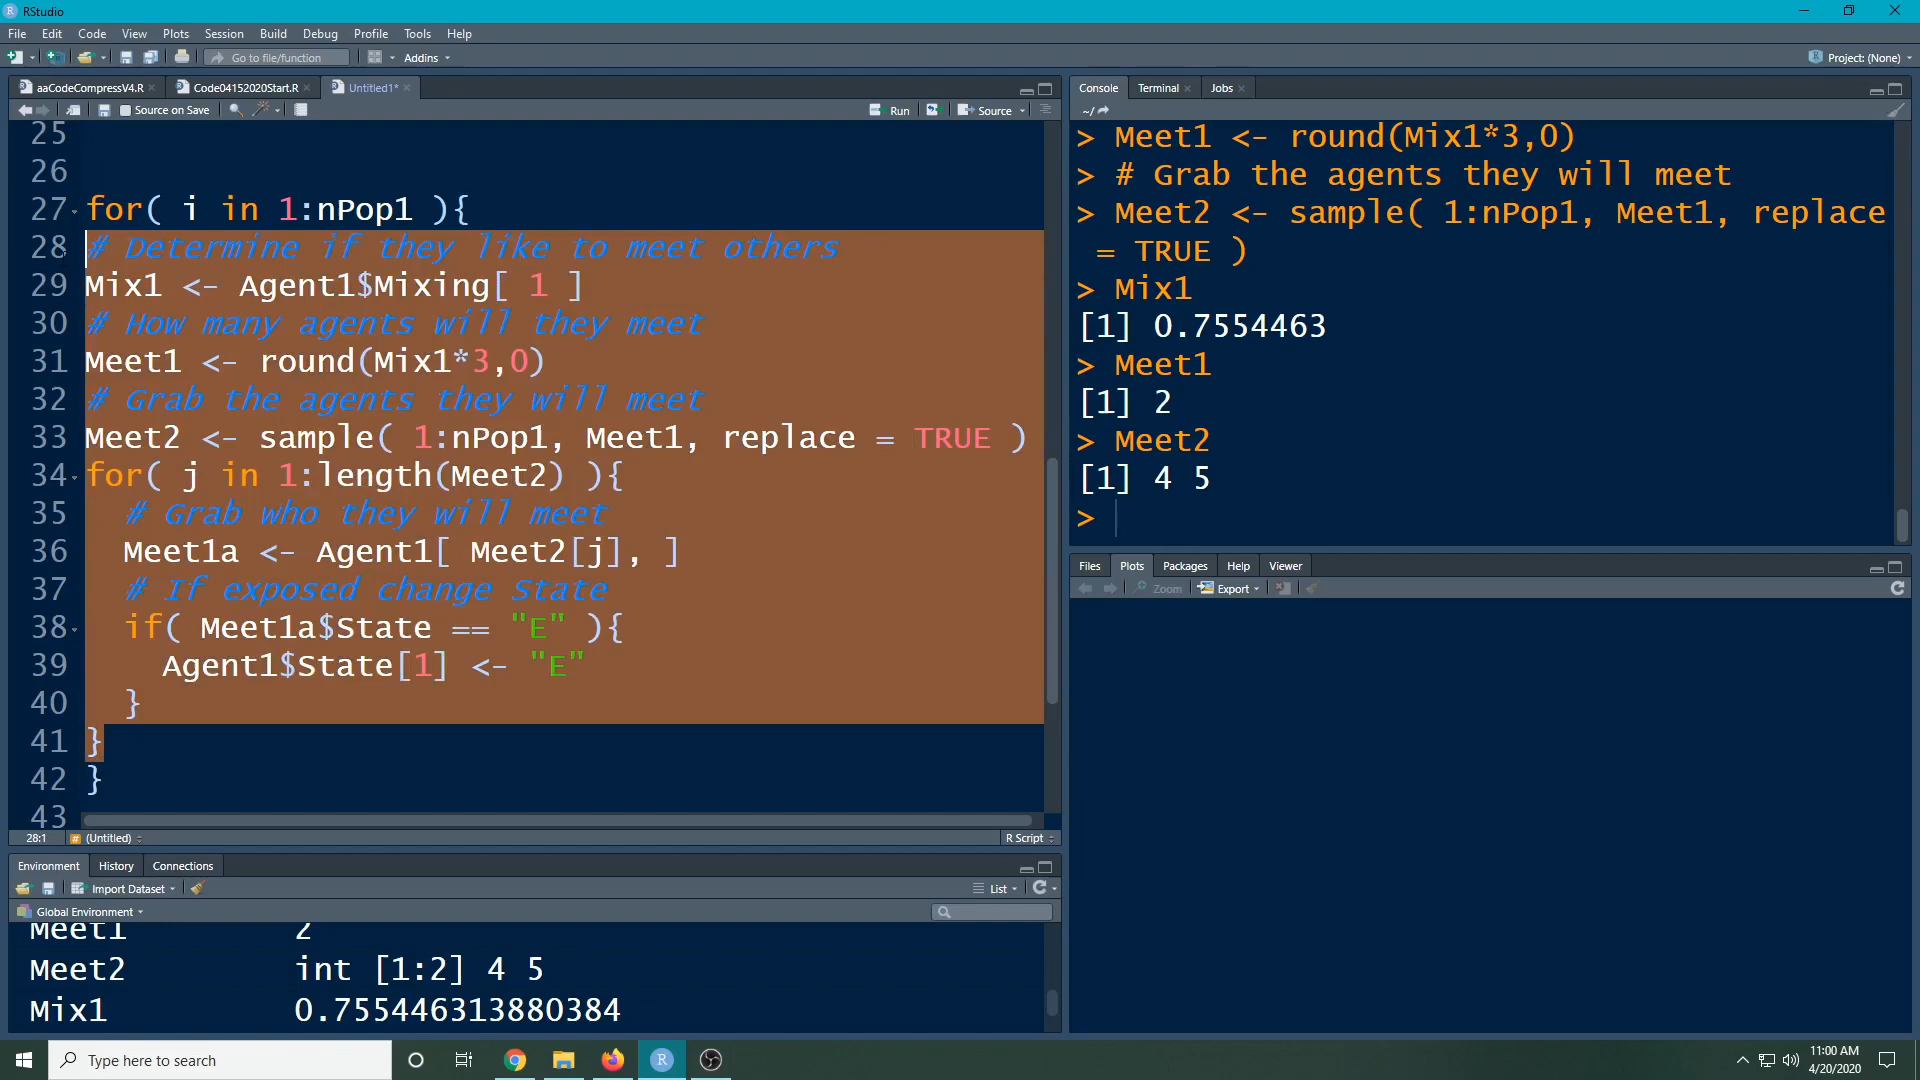 RStudio
File Edit Code View Plots Session Build Debug Profile Tools Help
Go to file/function Addins Project: (None)
aaCodeCompressV4.R Code04152020Start.R Untitled1*
Source on Save Run Source
25
26
27 for( i in 1:nPop1 ){
28 # Determine if they like to meet others
29 Mix1 <- Agent1$Mixing[ 1 ]
30 # How many agents will they meet
31 Meet1 <- round(Mix1*3,0)
32 # Grab the agents they will meet
33 Meet2 <- sample( 1:nPop1, Meet1, replace = TRUE )
34 for( j in 1:length(Meet2) ){
35 # Grab who they will meet
36 Meet1a <- Agent1[ Meet2[j], ]
37 # If exposed change State
38 if( Meet1a$State == "E" ){
39 Agent1$State[1] <- "E"
40 }
41 }
42 }
43
28:1 (Untitled) R Script
Environment History Connections
Import Dataset List
Global Environment
Meet1 2
Meet2 int [1:2] 4 5
Mix1 0.755446313880384
Console Terminal Jobs
~/
> Meet1 <- round(Mix1*3,0)
> # Grab the agents they will meet
> Meet2 <- sample( 1:nPop1, Meet1, replace
= TRUE )
> Mix1
[1] 0.7554463
> Meet1
[1] 2
> Meet2
[1] 4 5
>
Files Plots Packages Help Viewer
Zoom Export
Type here to search
11:00 AM
4/20/2020